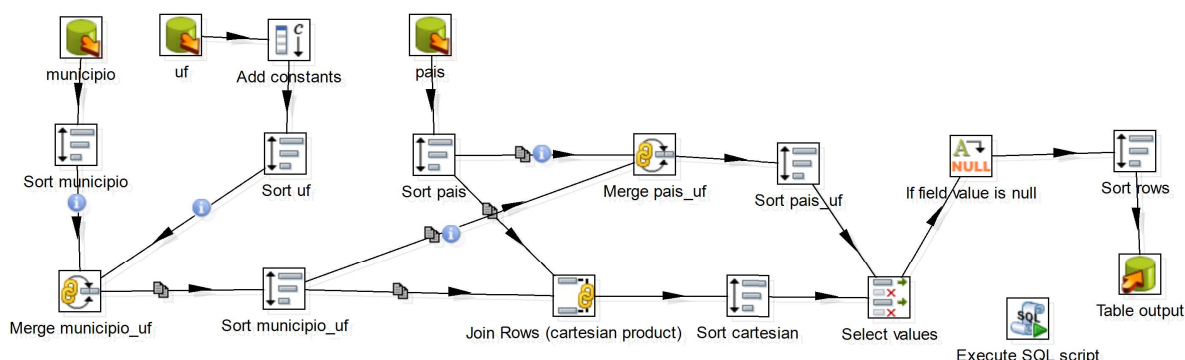 municipio
uf
Add constants
pais
Sort municipio
Sort uf
Sort pais
Merge pais_uf
Sort pais_uf
A
NULL
If field value is null
Sort rows
Merge municipio_uf
Sort municipio_uf
Join Rows (cartesian product)
Sort cartesian
Select values
SQL
Execute SQL script
Table output